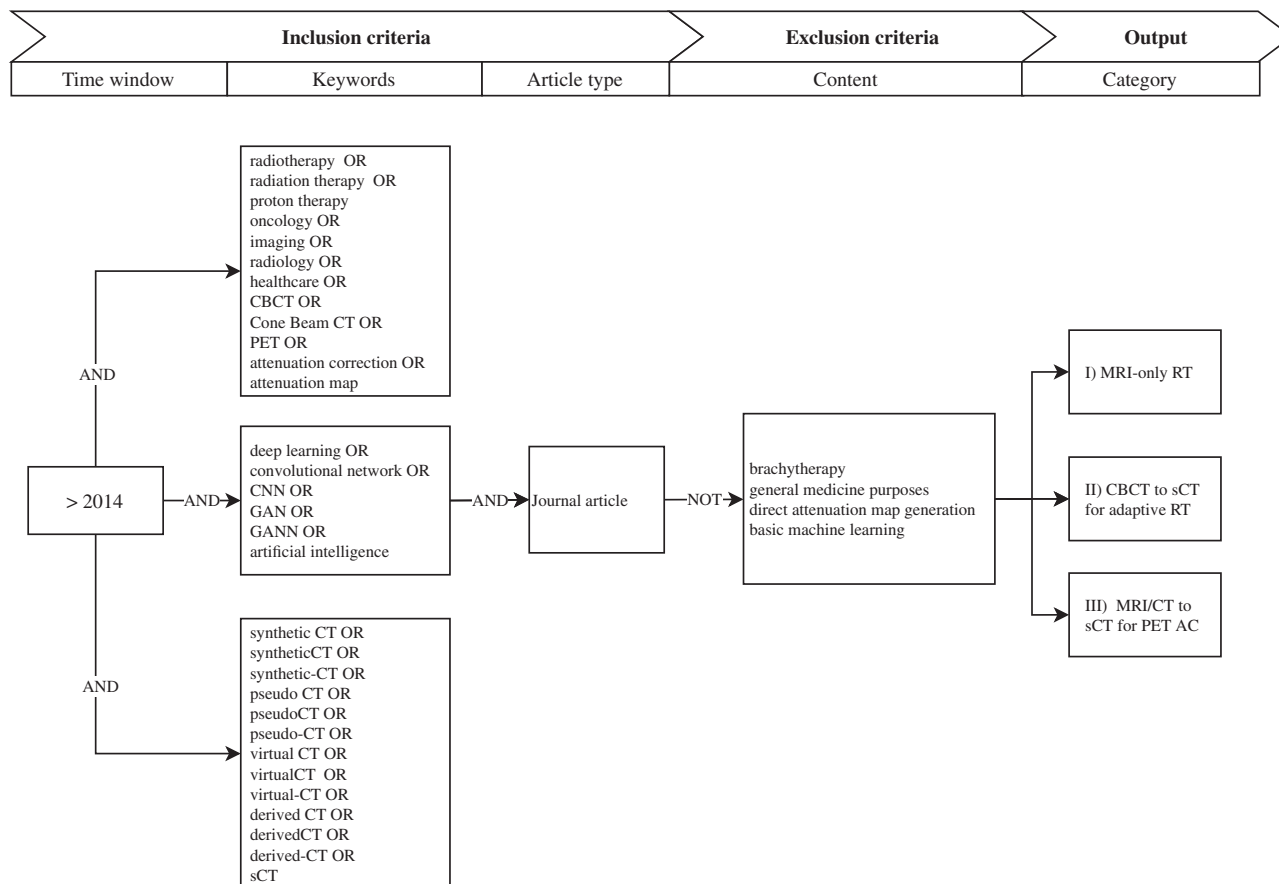 Inclusion criteria
Exclusion criteria
Output
Time window
Keywords
Article type
Content
Category
radiotherapy OR
radiation therapy OR
proton therapy
oncology OR
imaging OR
radiology OR
healthcare OR
CBCT OR
Cone Beam CT OR
PET OR
attenuation correction OR
attenuation map
AND
> 2014
AND
deep learning OR
convolutional network OR
CNN OR
GAN OR
GANN OR
artificial intelligence
AND
Journal article
NOT
brachytherapy
general medicine purposes
direct attenuation map generation
basic machine learning
I) MRI-only RT
II) CBCT to sCT
for adaptive RT
III) MRI/CT to
sCT for PET AC
AND
synthetic CT OR
syntheticCT OR
synthetic-CT OR
pseudo CT OR
pseudoCT OR
pseudo-CT OR
virtual CT OR
virtualCT OR
virtual-CT OR
derived CT OR
derivedCT OR
derived-CT OR
sCT